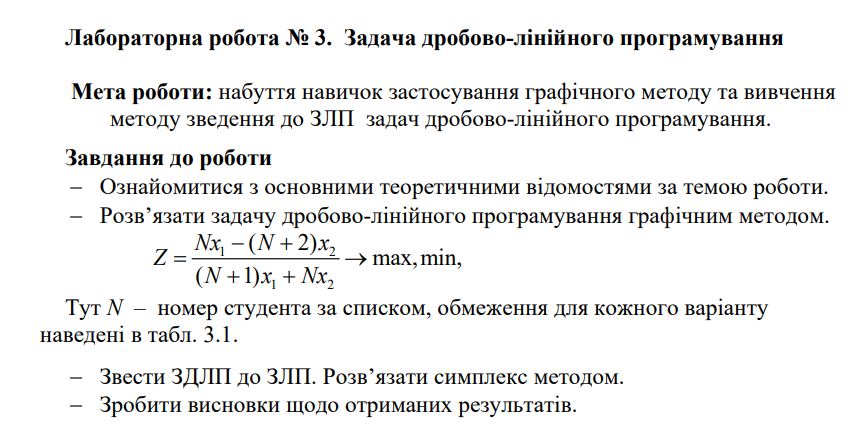 Лабораторна робота № 3. Задача дробово-лінійного програмування
Мета роботи: набуття навичок застосування графічного методу та вивчення
методу зведення до ЗЛП задач дробово-лінійного програмування.
Завдання до роботи
– Ознайомитися з основними теоретичними відомостями за темою роботи.
– Розв’язати задачу дробово-лінійного програмування графічним методом.
Z = \frac{Nx_1 − (N + 2)x_2}{(N + 1)x_1 + Nx_2} → max, min,
Тут N – номер студента за списком, обмеження для кожного варіанту
наведені в табл. 3.1.
– Звести ЗДЛП до ЗЛП. Розв’язати симплекс методом.
– Зробити висновки щодо отриманих результатів.